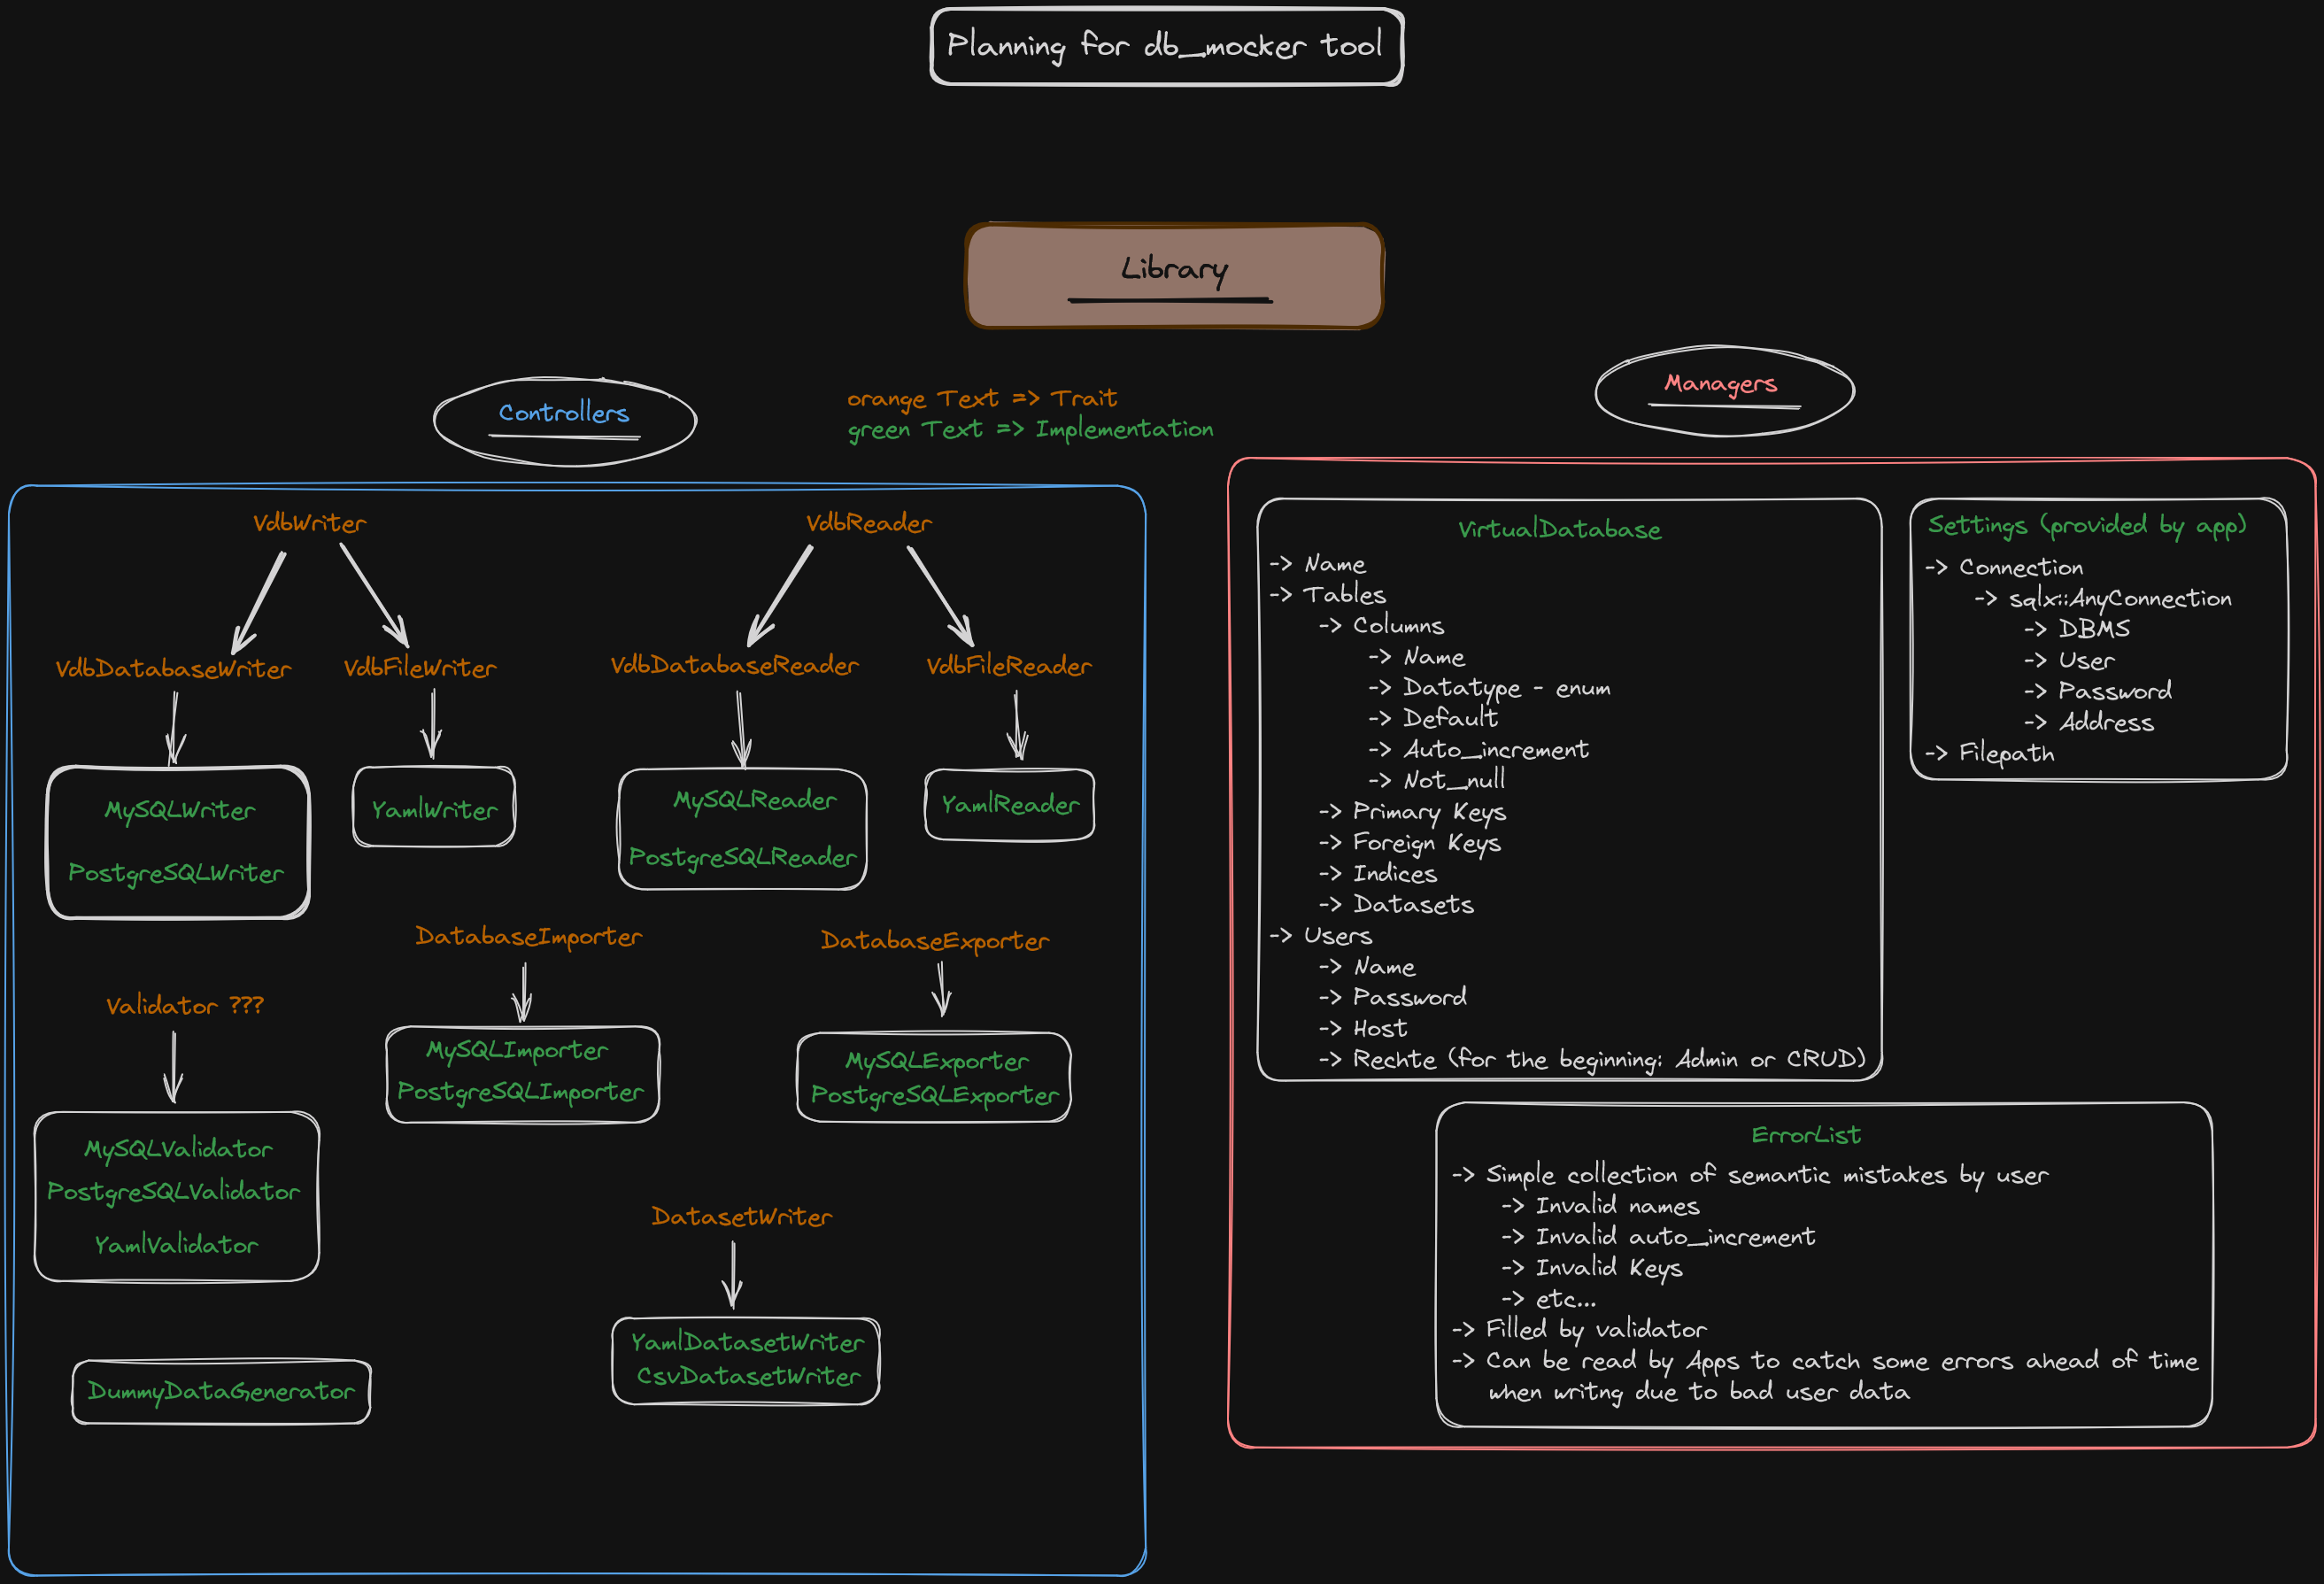 Planning for db_mocker tool
Library
Controllers
orange Text => Trait
green Text => Implementation
Managers
VdbWriter
VdbReader
VdbDatabaseWriter
VdbFileWriter
VdbDatabaseReader
VdbFileReader
MySQLWriter
PostgreSQLWriter
YamlWriter
MySQLReader
PostgreSQLReader
YamlReader
DatabaseImporter
DatabaseExporter
Validator ???
MySQLImporter
PostgreSQLImporter
MySQLExporter
PostgreSQLExporter
MySQLValidator
PostgreSQLValidator
YamlValidator
DatasetWriter
YamlDatasetWriter
CsvDatasetWriter
DummyDataGenerator
VirtualDatabase
-> Name
-> Tables
-> Columns
-> Name
-> Datatype - enum
-> Default
-> Auto_increment
-> Not_null
-> Primary Keys
-> Foreign Keys
-> Indices
-> Datasets
-> Users
-> Name
-> Password
-> Host
-> Rechte (for the beginning: Admin or CRUD)
Settings (provided by app)
-> Connection
-> sqlx::AnyConnection
-> DBMS
-> User
-> Password
-> Address
-> Filepath
ErrorList
-> Simple collection of semantic mistakes by user
-> Invalid names
-> Invalid auto_increment
-> Invalid Keys
-> etc...
-> Filled by validator
-> Can be read by Apps to catch some errors ahead of time
when writng due to bad user data